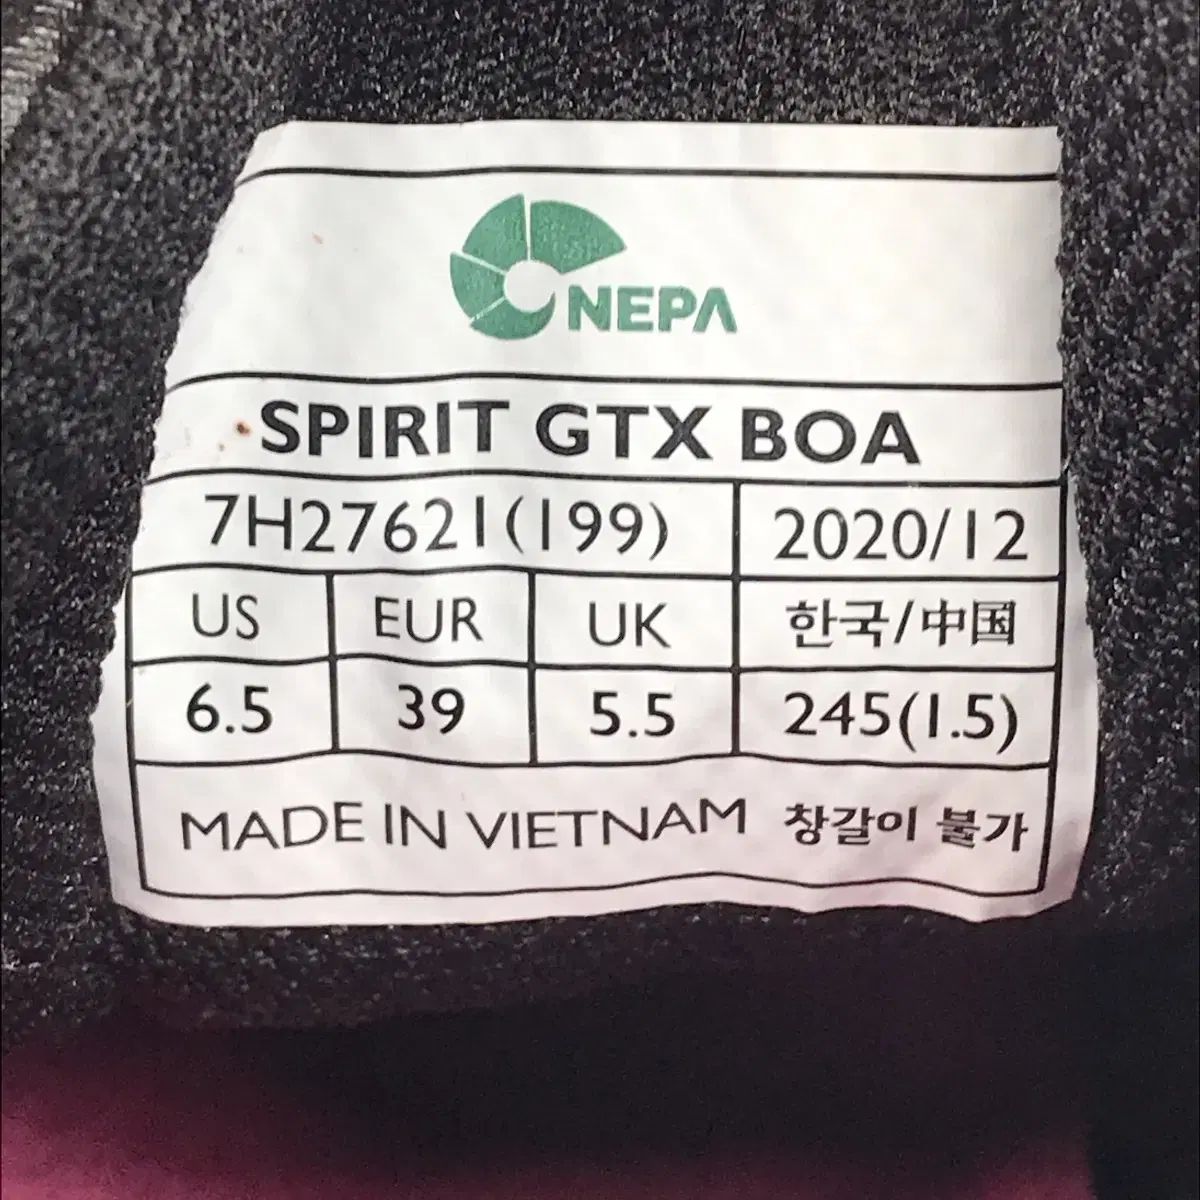 NEPA
SPIRIT GTX BOA
7H27621(199) 2020/12
US EUR UK 한국/中国
6.5 39 5.5 245(1.5)
MADE IN VIETNAM 창갈이 불가